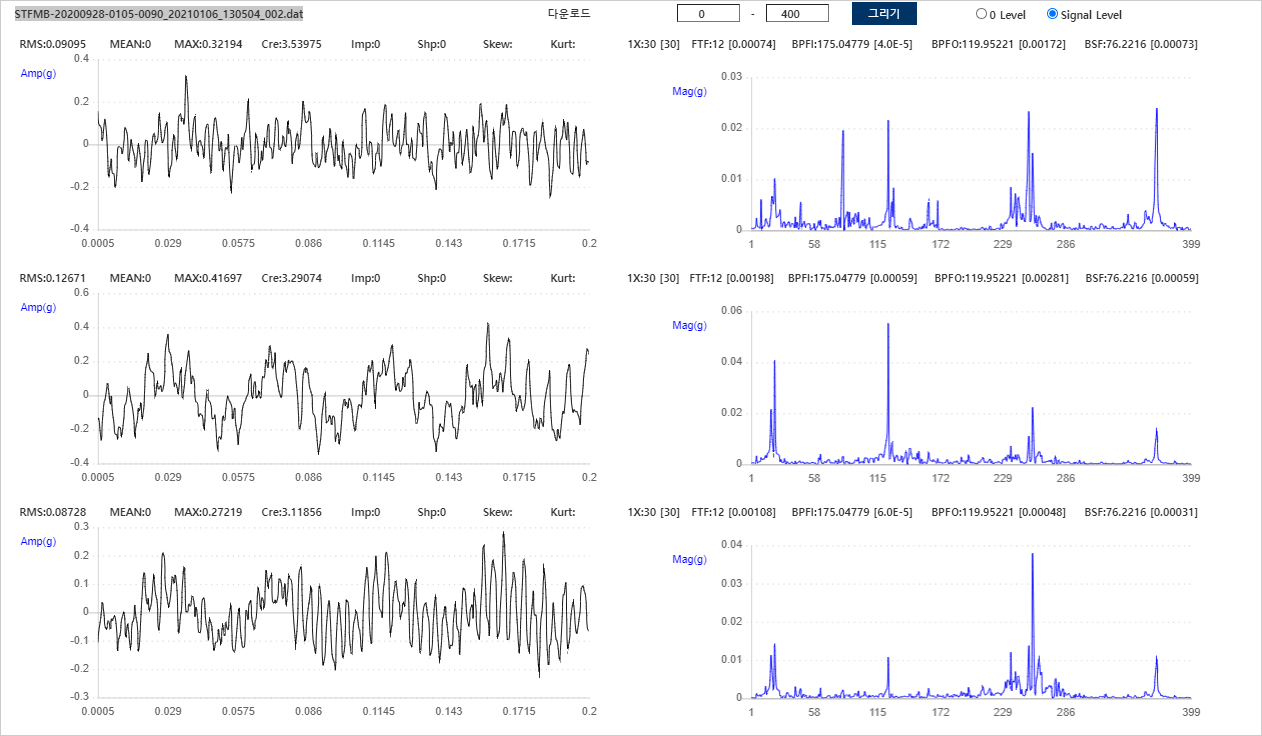 STFMB-20200928-0105-0090_20210106_130504_002.dat 다운로드 0 - 400 그리기 0 Level Signal Level
RMS:0.09095 MEAN:0 MAX:0.32194 Cre:3.53975 Imp:0 Shp:0 Skew: Kurt: 1X:30 [30] FTF:12 [0.00074] BPFI:175.04779 [4.0E-5] BPFO:119.95221 [0.00172] BSF:76.2216 [0.00073]
Amp(g)
0.4
0.2
0
-0.2
-0.4
0.0005 0.029 0.0575 0.086 0.1145 0.143 0.1715 0.2
Mag(g)
0.03
0.02
0.01
0
1 58 115 172 229 286 399
RMS:0.12671 MEAN:0 MAX:0.41697 Cre:3.29074 Imp:0 Shp:0 Skew: Kurt: 1X:30 [30] FTF:12 [0.00198] BPFI:175.04779 [0.00059] BPFO:119.95221 [0.00281] BSF:76.2216 [0.00059]
Amp(g)
0.6
0.4
0.2
0
-0.2
-0.4
0.0005 0.029 0.0575 0.086 0.1145 0.143 0.1715 0.2
Mag(g)
0.06
0.04
0.02
0
1 58 115 172 229 286 399
RMS:0.08728 MEAN:0 MAX:0.27219 Cre:3.11856 Imp:0 Shp:0 Skew: Kurt: 1X:30 [30] FTF:12 [0.00108] BPFI:175.04779 [6.0E-5] BPFO:119.95221 [0.00048] BSF:76.2216 [0.00031]
Amp(g)
0.3
0.2
0.1
0
-0.1
-0.2
-0.3
0.0005 0.029 0.0575 0.086 0.1145 0.143 0.1715 0.2
Mag(g)
0.04
0.03
0.02
0.01
0
1 58 115 172 229 286 399